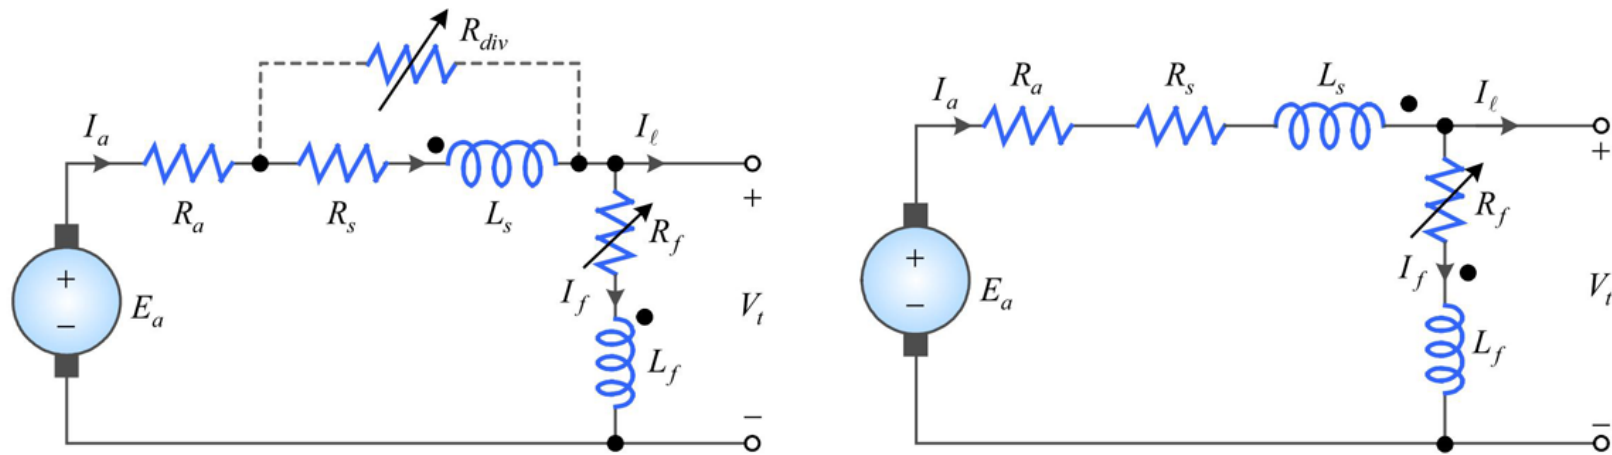 R_div
I_a
I_ℓ
R_a
R_s
L_s
+
R_f
+
−
E_a
I_f
V_t
L_f
−
I_a
R_a
R_s
L_s
I_ℓ
+
R_f
+
−
E_a
I_f
V_t
L_f
−